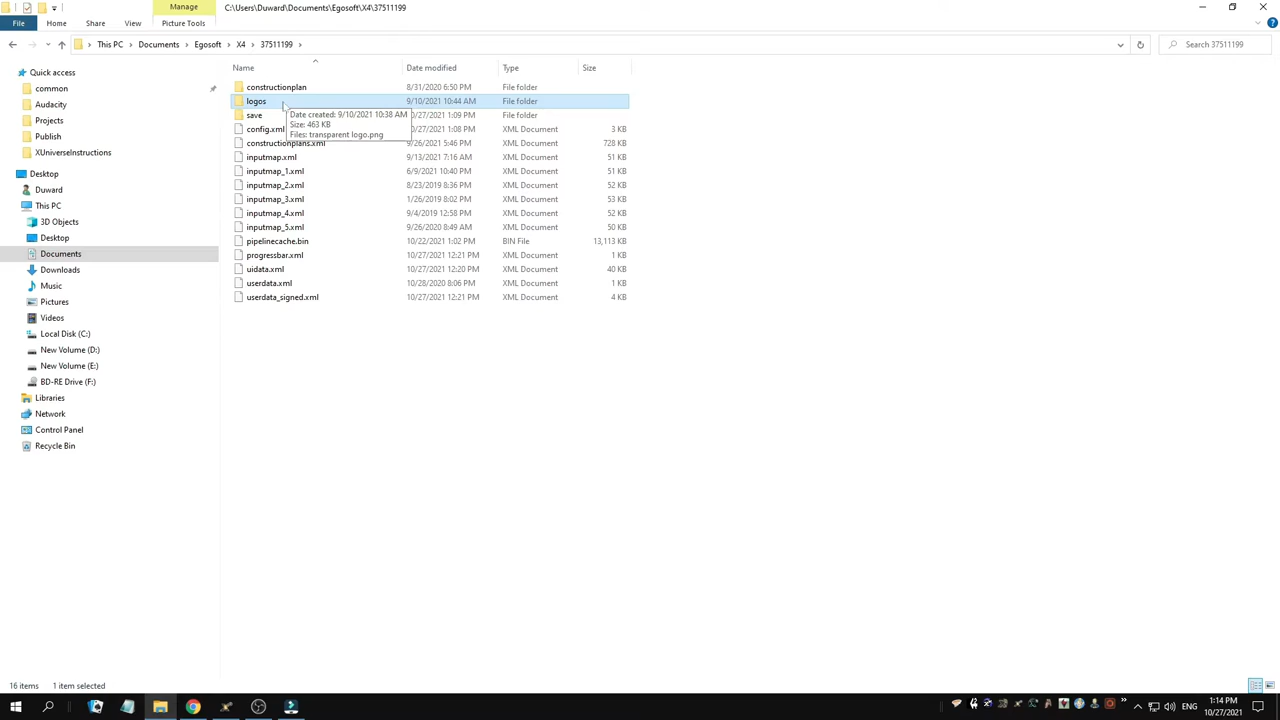 Manage
C:\Users\Duward\Documents\Egosoft\X4\37511199
File Home Share View Picture Tools
This PC Documents Egosoft X4 37511199
Search 37511199
Name Date modified Type Size
Quick access
common
Audacity
Projects
Publish
XUniverseInstructions
Desktop
Duward
This PC
3D Objects
Desktop
Documents
Downloads
Music
Pictures
Videos
Local Disk (C:)
New Volume (D:)
New Volume (E:)
BD-RE Drive (F:)
Libraries
Network
Control Panel
Recycle Bin
constructionplan 8/31/2020 6:50 PM File folder
logos 9/10/2021 10:44 AM File folder
save 0/27/2021 1:09 PM File folder
config.xml 0/27/2021 1:08 PM XML Document 3 KB
constructionplans.xml 9/26/2021 5:46 PM XML Document 728 KB
inputmap.xml 9/13/2021 7:16 AM XML Document 51 KB
inputmap_1.xml 6/9/2021 10:40 PM XML Document 51 KB
inputmap_2.xml 8/23/2019 8:36 PM XML Document 52 KB
inputmap_3.xml 1/26/2019 8:02 PM XML Document 53 KB
inputmap_4.xml 9/4/2019 12:58 PM XML Document 52 KB
inputmap_5.xml 9/26/2020 8:49 AM XML Document 50 KB
pipelinecache.bin 10/22/2021 1:02 PM BIN File 13,113 KB
progressbar.xml 10/27/2021 12:21 PM XML Document 1 KB
uidata.xml 10/27/2021 12:20 PM XML Document 40 KB
userdata.xml 10/28/2020 8:06 PM XML Document 1 KB
userdata_signed.xml 10/27/2021 12:21 PM XML Document 4 KB
Date created: 9/10/2021 10:38 AM
Size: 463 KB
Files: transparent logo.png
16 items 1 item selected
ENG
1:14 PM
10/27/2021